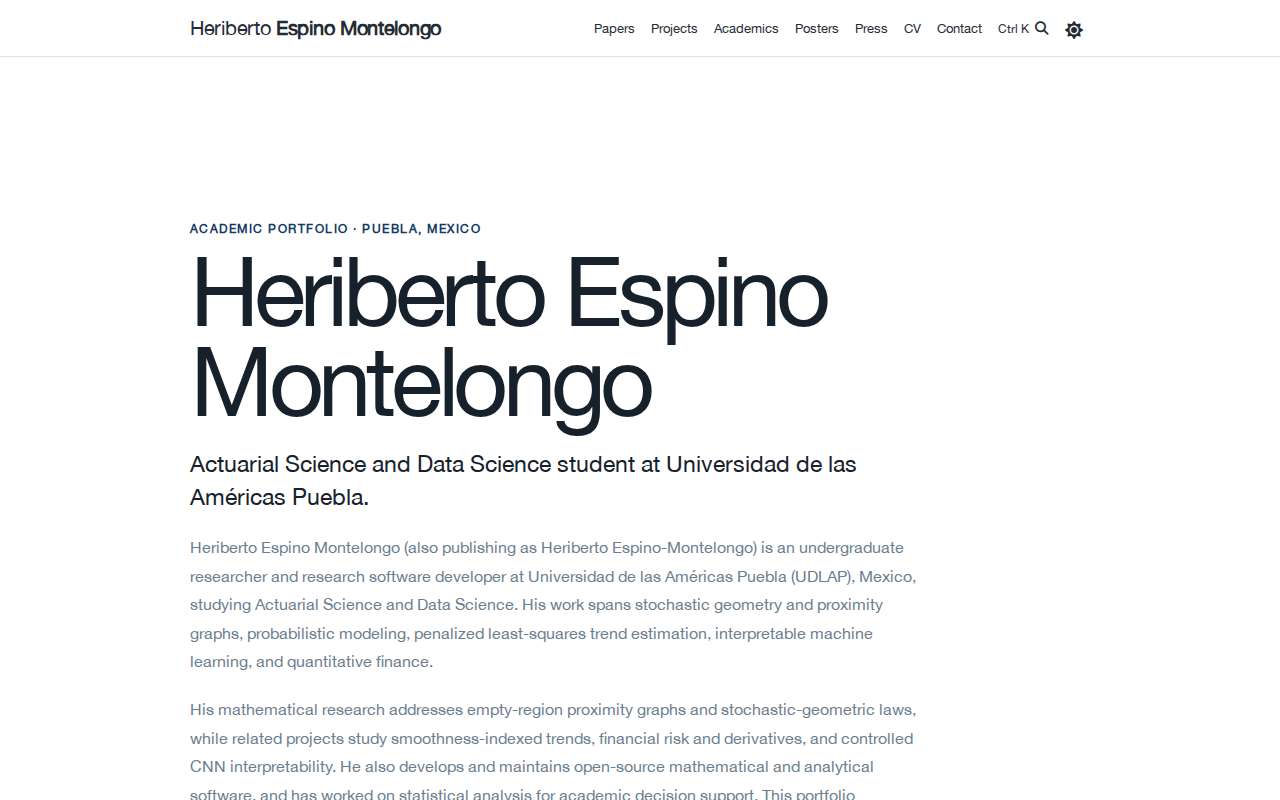 Heriberto Espino Montelongo
Papers Projects Academics Posters Press CV Contact Ctrl K
ACADEMIC PORTFOLIO · PUEBLA, MEXICO
Heriberto Espino
Montelongo
Actuarial Science and Data Science student at Universidad de las
Américas Puebla.
Heriberto Espino Montelongo (also publishing as Heriberto Espino-Montelongo) is an undergraduate
researcher and research software developer at Universidad de las Américas Puebla (UDLAP), Mexico,
studying Actuarial Science and Data Science. His work spans stochastic geometry and proximity
graphs, probabilistic modeling, penalized least-squares trend estimation, interpretable machine
learning, and quantitative finance.
His mathematical research addresses empty-region proximity graphs and stochastic-geometric laws,
while related projects study smoothness-indexed trends, financial risk and derivatives, and controlled
CNN interpretability. He also develops and maintains open-source mathematical and analytical
software, and has worked on statistical analysis for academic decision support. This portfolio